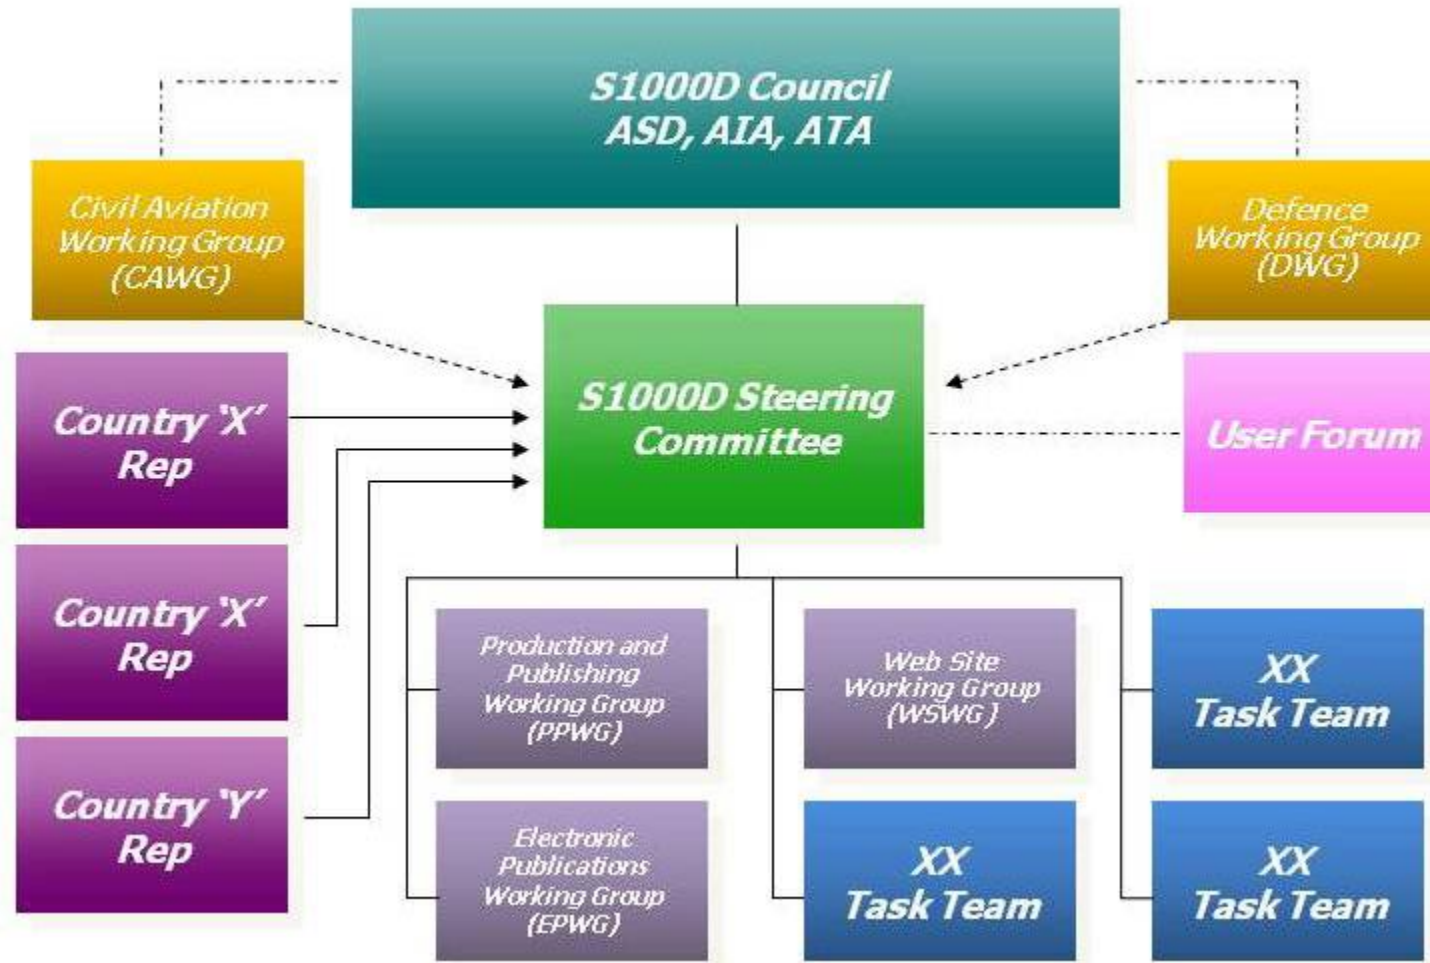 S1000D Council
ASD, AIA, ATA
Civil Aviation
Working Group
(CAWG)
Defence
Working Group
(DWG)
S1000D Steering
Committee
User Forum
Country ‘X’
Rep
Country ‘X’
Rep
Country ‘Y’
Rep
Production and
Publishing
Working Group
(PPWG)
Web Site
Working Group
(WSWG)
XX
Task Team
Electronic
Publications
Working Group
(EPWG)
XX
Task Team
XX
Task Team